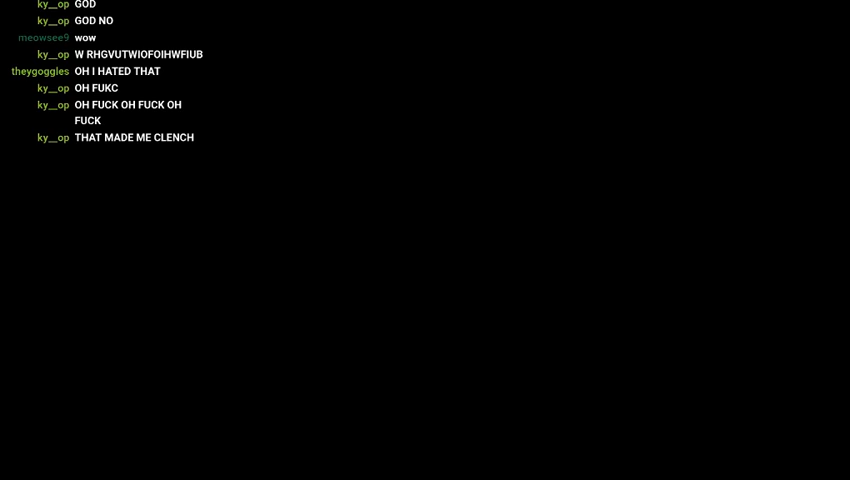 ky__op GOD
ky__op GOD NO
meowsee9 wow
ky__op W RHGVUTWIOFOIHWFIUB
theygoggles OH I HATED THAT
ky__op OH FUKC
ky__op OH FUCK OH FUCK OH
FUCK
ky__op THAT MADE ME CLENCH